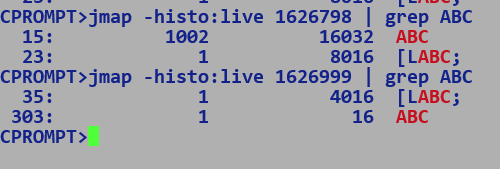 CPROMPT>jmap -histo:live 1626798 | grep ABC
15: 1002 16032 ABC
23: 1 8016 [LABC;
CPROMPT>jmap -histo:live 1626999 | grep ABC
35: 1 4016 [LABC;
303: 1 16 ABC
CPROMPT>